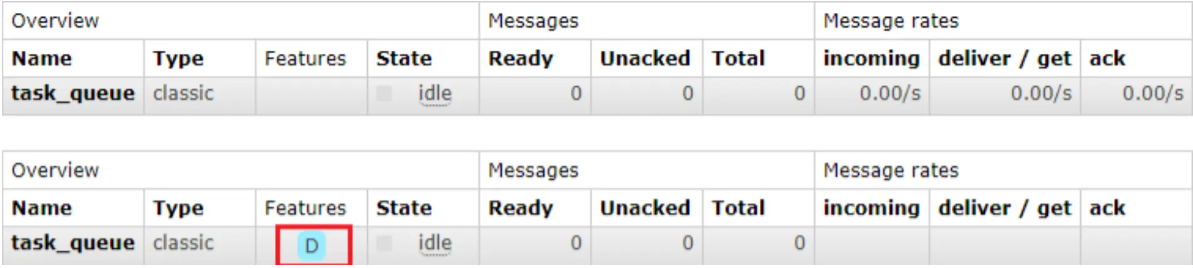 Overview Messages Message rates
Name Type Features State Ready Unacked Total incoming deliver / get ack
task_queue classic idle 0 0 0 0.00/s 0.00/s 0.00/s
Overview Messages Message rates
Name Type Features State Ready Unacked Total incoming deliver / get ack
task_queue classic D idle 0 0 0